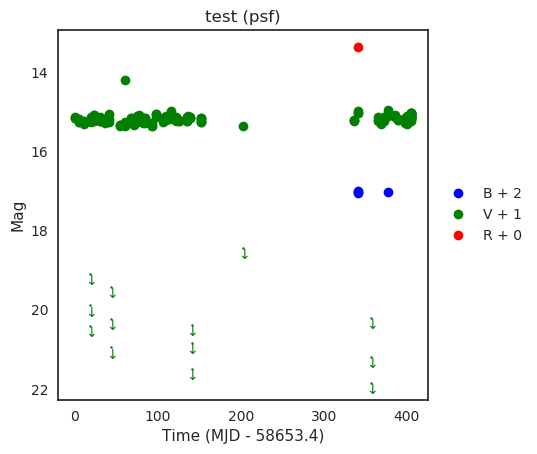 test (psf)
Mag
14
16
18
20
22
0 100 200 300 400
Time (MJD - 58653.4)
B + 2
V + 1
R + 0